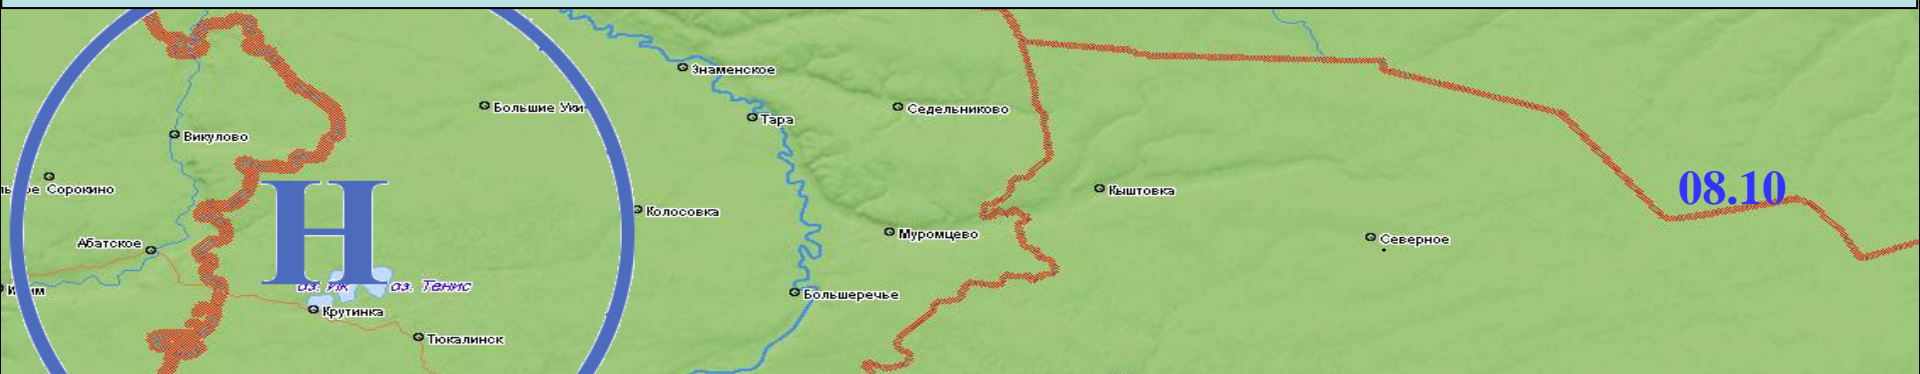 Знаменское
Большие Уки
Седельниково
Тара
Викулово
Сорокино
08.10
Кыштовка
Н
Колосовка
Абатское
Муромцево
Северное
оз. Ик
оз. Тенис
Большеречье
Крутинка
Тюкалинск